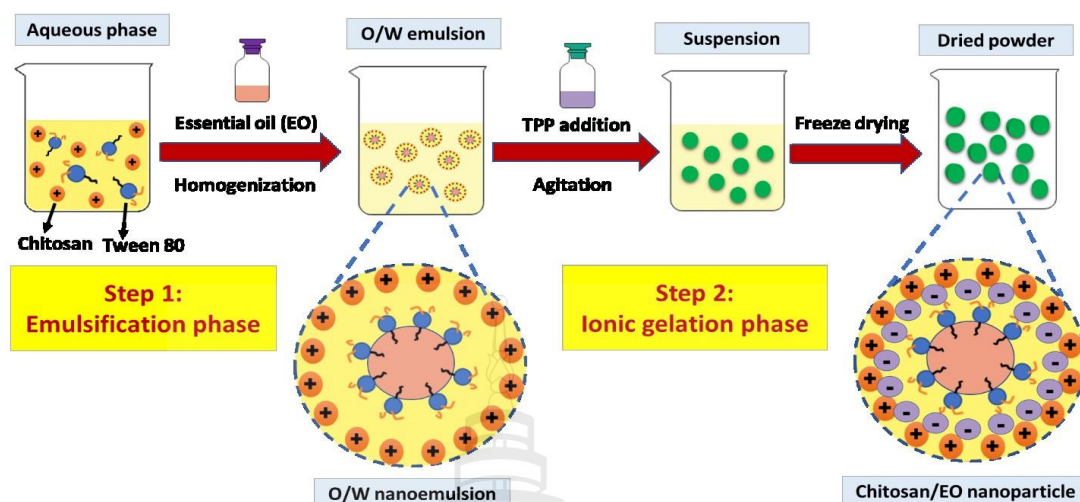 Aqueous phase
O/W emulsion
Suspension
Dried powder
Essential oil (EO)
Homogenization
TPP addition
Agitation
Freeze drying
Chitosan
Tween 80
Step 1:
Emulsification phase
Step 2:
Ionic gelation phase
O/W nanoemulsion
Chitosan/EO nanoparticle